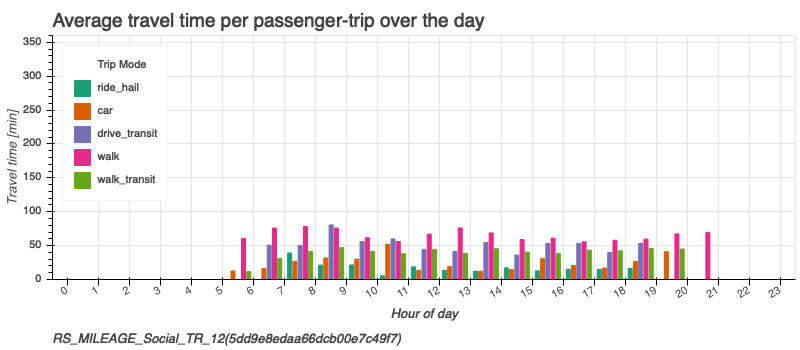 Average travel time per passenger-trip over the day
350
300
250
200
150
100
50
0
Travel time [min]
Trip Mode
ride_hail
car
drive_transit
walk
walk_transit
0 1 2 3 4 5 6 7 8 9 10 11 12 13 14 15 16 17 18 19 20 21 22 23
Hour of day
RS_MILEAGE_Social_TR_12(5dd9e8edaa66dcb00e7c49f7)